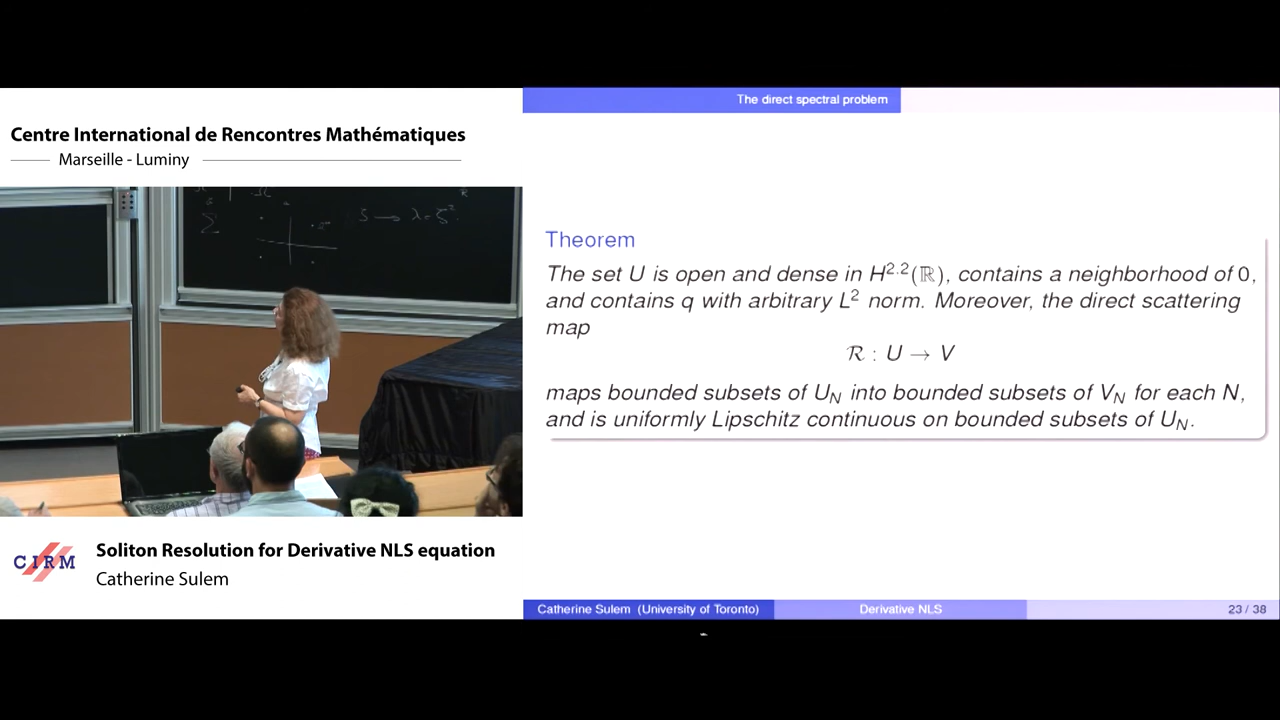 The direct spectral problem
Centre International de Rencontres Mathématiques
Marseille - Luminy
ζ → λ = ζ²
Theorem
The set U is open and dense in H^{2.2}(ℝ), contains a neighborhood of 0,
and contains q with arbitrary L² norm. Moreover, the direct scattering
map
ℛ : U → V
maps bounded subsets of U_N into bounded subsets of V_N for each N,
and is uniformly Lipschitz continuous on bounded subsets of U_N.
CIRM
Soliton Resolution for Derivative NLS equation
Catherine Sulem
Catherine Sulem (University of Toronto)
Derivative NLS
23 / 38